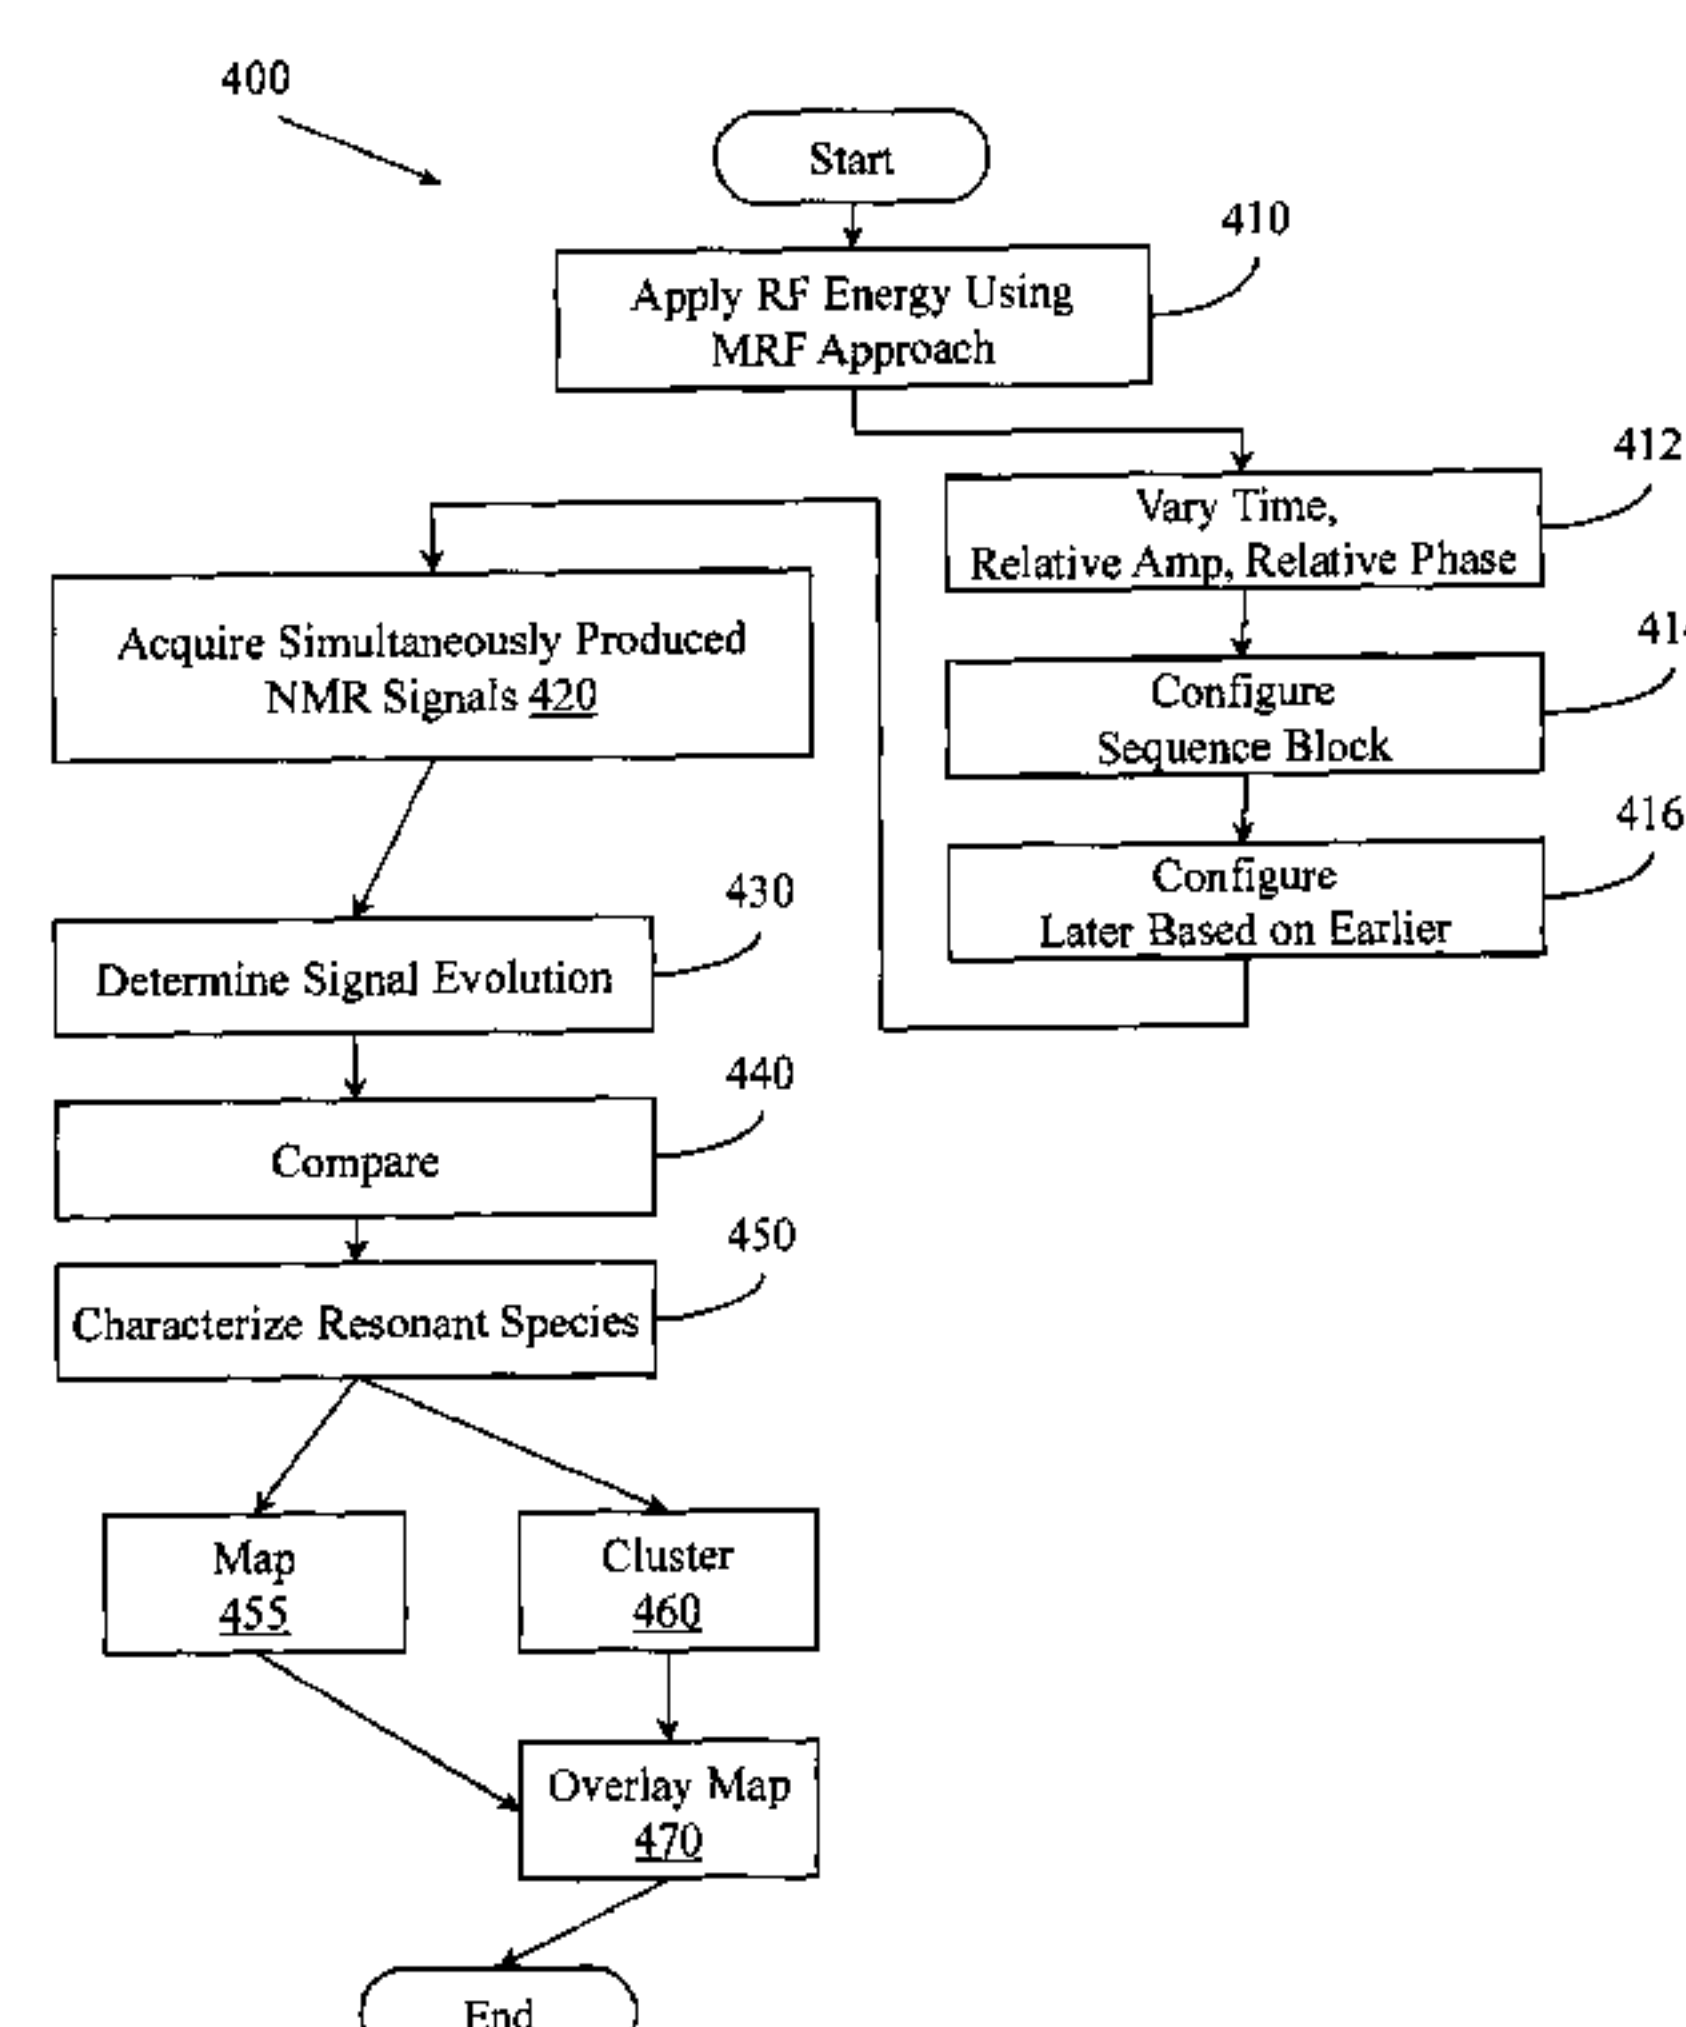 400
Start
410
Apply RF Energy Using
MRF Approach
412
Vary Time,
Relative Amp, Relative Phase
Acquire Simultaneously Produced
NMR Signals 420
414
Configure
Sequence Block
416
Configure
Later Based on Earlier
430
Determine Signal Evolution
440
Compare
450
Characterize Resonant Species
Map
455
Cluster
460
Overlay Map
470
End